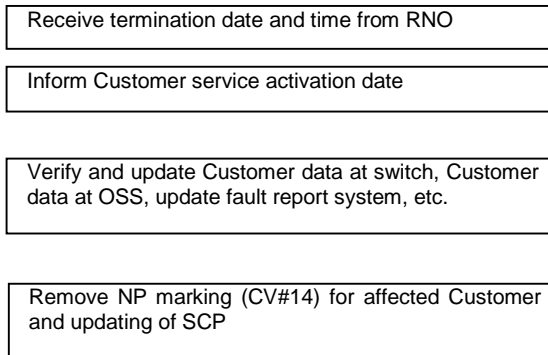 Receive termination date and time from RNO
Inform Customer service activation date
Verify and update Customer data at switch, Customer
data at OSS, update fault report system, etc.
Remove NP marking (CV#14) for affected Customer
and updating of SCP